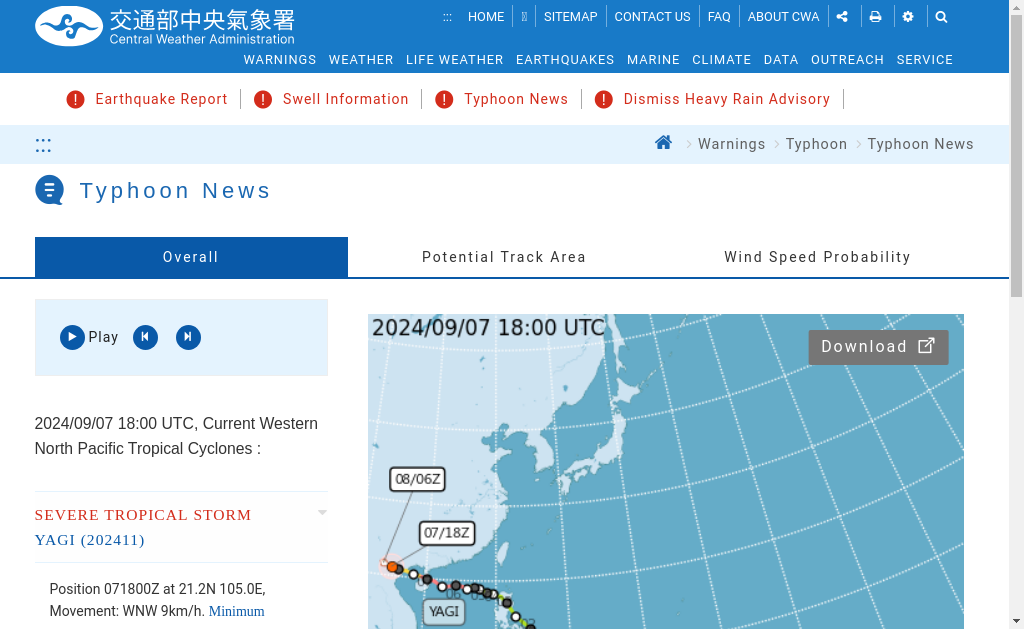 交通部中央氣象署
Central Weather Administration
::: HOME SITEMAP CONTACT US FAQ ABOUT CWA
WARNINGS WEATHER LIFE WEATHER EARTHQUAKES MARINE CLIMATE DATA OUTREACH SERVICE
Earthquake Report Swell Information Typhoon News Dismiss Heavy Rain Advisory
::: Warnings Typhoon Typhoon News
Typhoon News
Overall Potential Track Area Wind Speed Probability
Play
2024/09/07 18:00 UTC
Download
2024/09/07 18:00 UTC, Current Western
North Pacific Tropical Cyclones :
08/06Z
07/18Z
YAGI
SEVERE TROPICAL STORM
YAGI (202411)
Position 071800Z at 21.2N 105.0E,
Movement: WNW 9km/h. Minimum